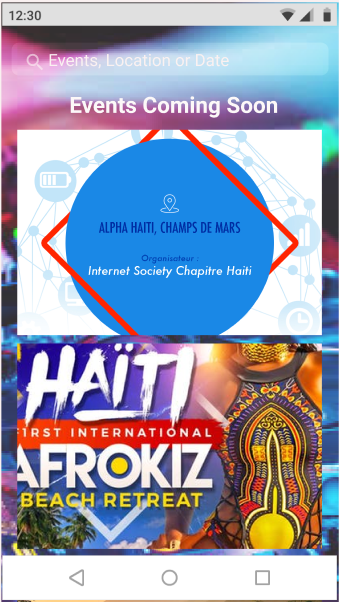 12:30
Events, Location or Date
Events Coming Soon
ALPHA HAITI, CHAMPS DE MARS
Organisateur :
Internet Society Chapitre Haiti
HAÏTI
FIRST INTERNATIONAL
AFROKIZ
BEACH RETREAT